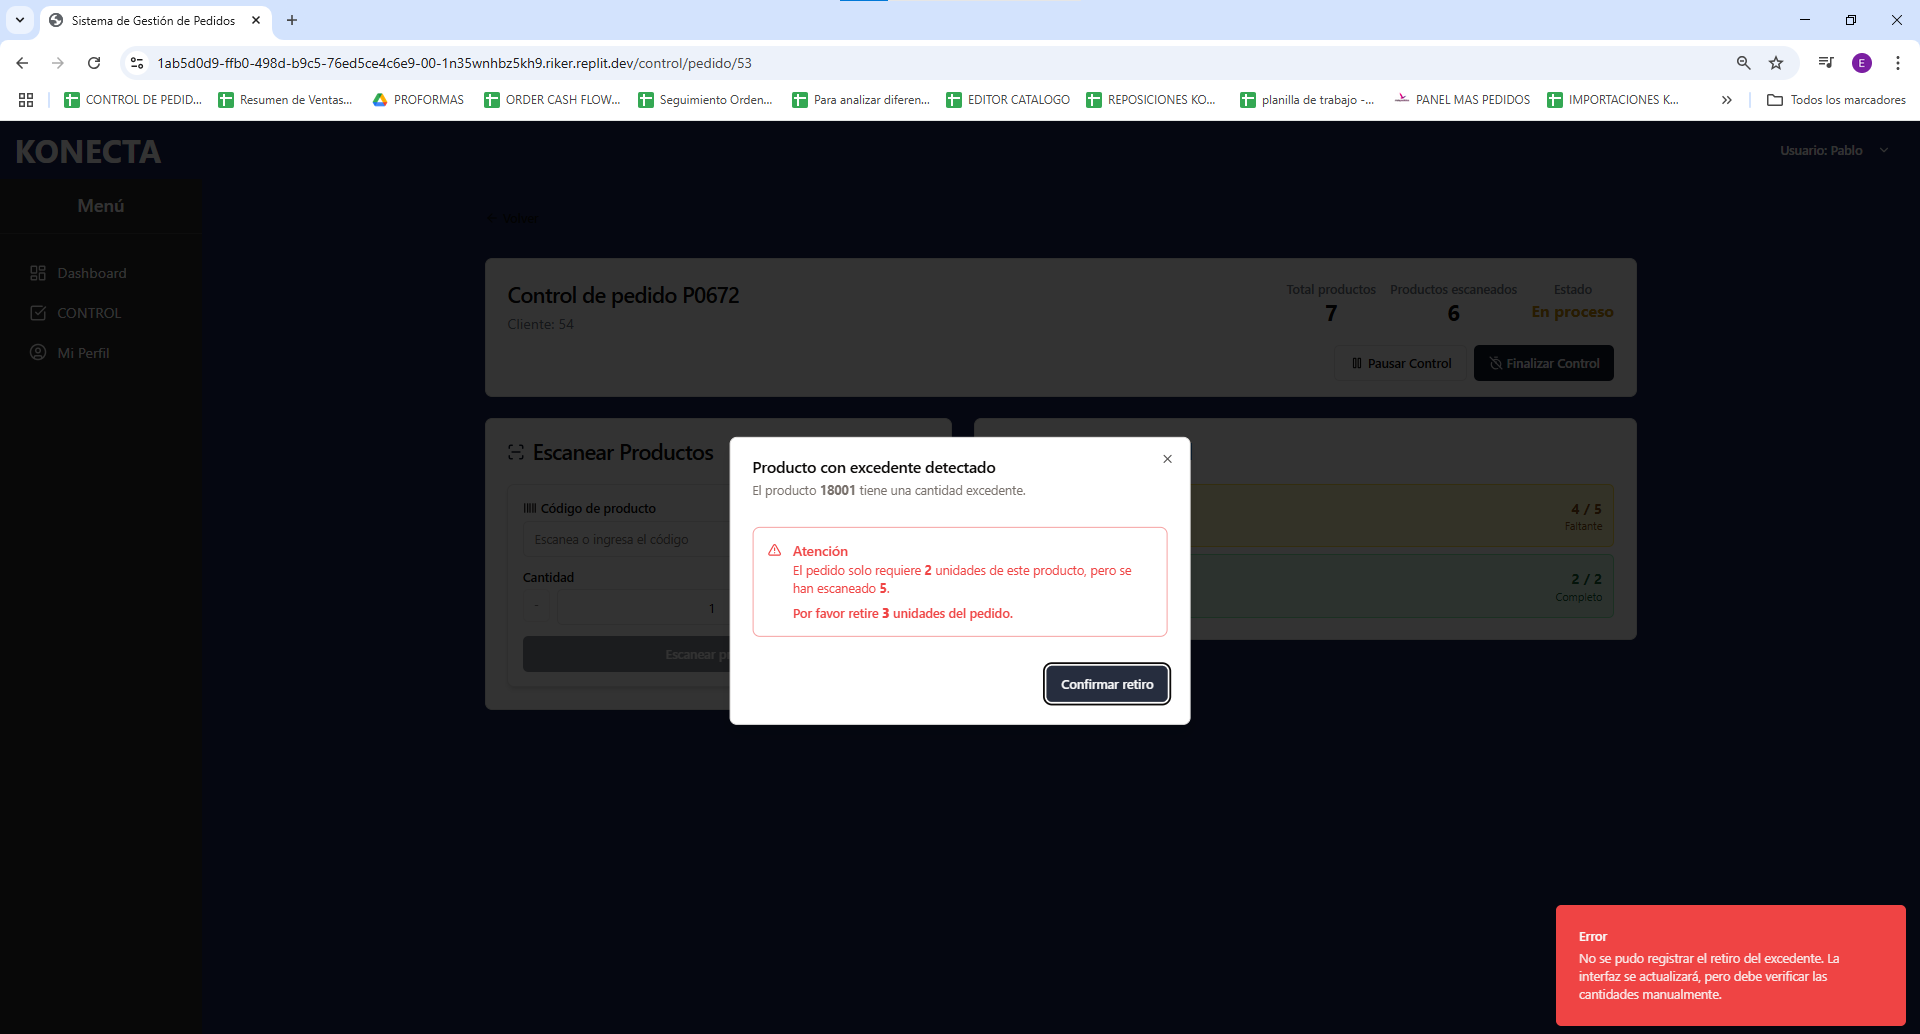 Sistema de Gestión de Pedidos
1ab5d0d9-ffb0-498d-b9c5-76ed5ce4c6e9-00-1n35wnhbz5kh9.riker.replit.dev/control/pedido/53
E
CONTROL DE PEDID...
Resumen de Ventas...
PROFORMAS
ORDER CASH FLOW...
Seguimiento Orden...
Para analizar diferen...
EDITOR CATALOGO
REPOSICIONES KO...
planilla de trabajo -...
PANEL MAS PEDIDOS
IMPORTACIONES K...
Todos los marcadores
KONECTA
Usuario: Pablo
Menú
Dashboard
CONTROL
Mi Perfil
Volver
Control de pedido P0672
Cliente: 54
Total productos
7
Productos escaneados
6
Estado
En proceso
Pausar Control
Finalizar Control
Escanear Productos
Código de producto
Escanea o ingresa el código
Cantidad
-
1
Escanear pr
4 / 5
Faltante
2 / 2
Completo
Producto con excedente detectado
El producto 18001 tiene una cantidad excedente.
Atención
El pedido solo requiere 2 unidades de este producto, pero se
han escaneado 5.
Por favor retire 3 unidades del pedido.
Confirmar retiro
Error
No se pudo registrar el retiro del excedente. La
interfaz se actualizará, pero debe verificar las
cantidades manualmente.